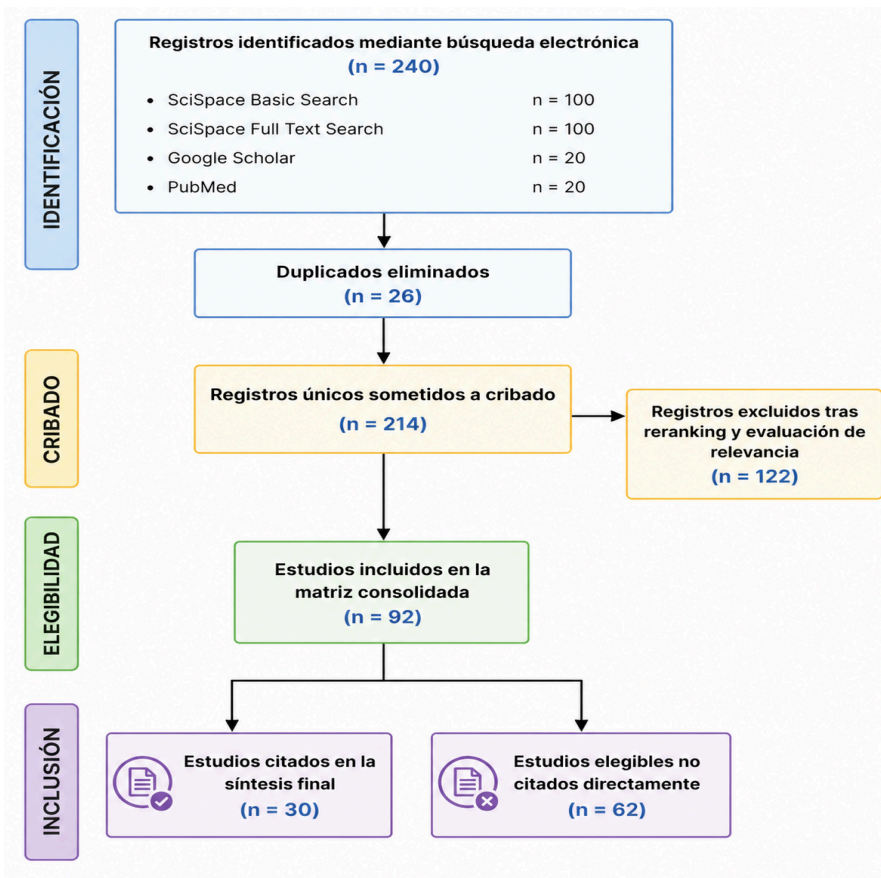 IDENTIFICACIÓN
Registros identificados mediante búsqueda electrónica
(n = 240)
• SciSpace Basic Search n = 100
• SciSpace Full Text Search n = 100
• Google Scholar n = 20
• PubMed n = 20
Duplicados eliminados
(n = 26)
CRIBADO
Registros únicos sometidos a cribado
(n = 214)
Registros excluidos tras
reranking y evaluación de
relevancia
(n = 122)
ELEGIBILIDAD
Estudios incluidos en la
matriz consolidada
(n = 92)
INCLUSIÓN
Estudios citados en la
síntesis final
(n = 30)
Estudios elegibles no
citados directamente
(n = 62)